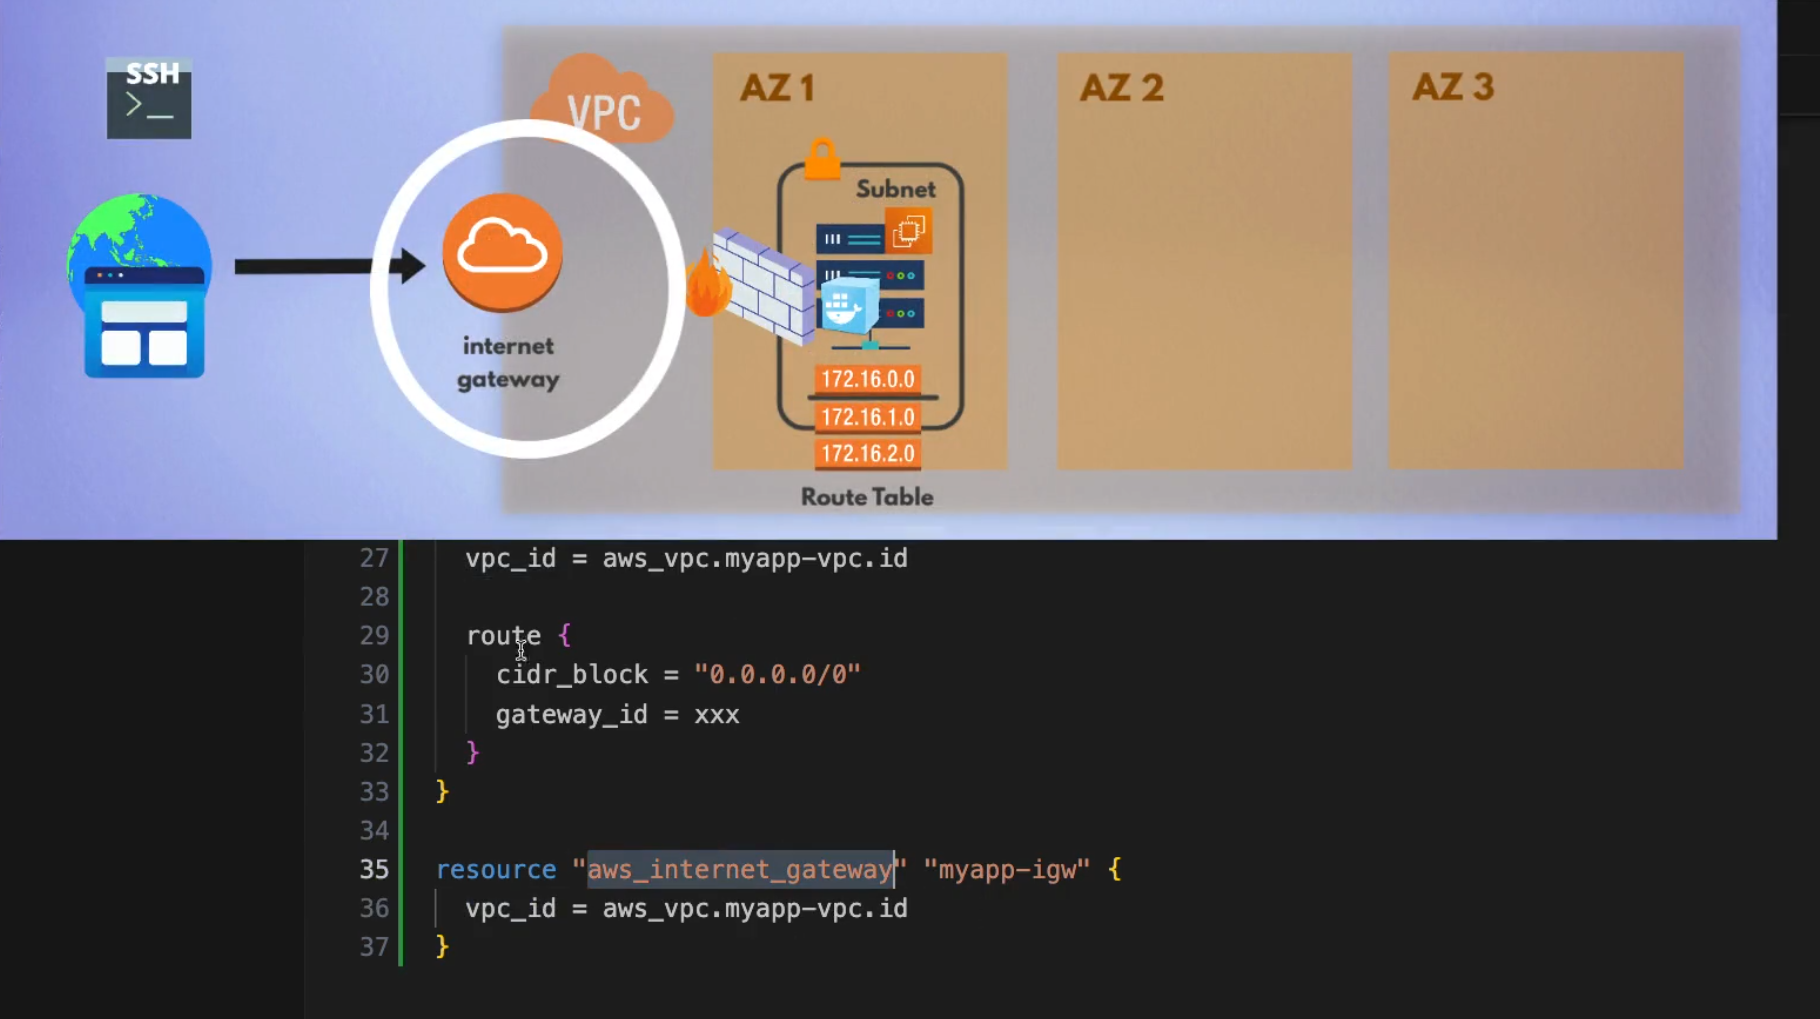 SSH
>_
VPC
AZ 1
AZ 2
AZ 3
Subnet
internet
gateway
172.16.0.0
172.16.1.0
172.16.2.0
Route Table
27 vpc_id = aws_vpc.myapp-vpc.id
28
29 route {
30 cidr_block = "0.0.0.0/0"
31 gateway_id = xxx
32 }
33 }
34
35 resource "aws_internet_gateway" "myapp-igw" {
36 vpc_id = aws_vpc.myapp-vpc.id
37 }